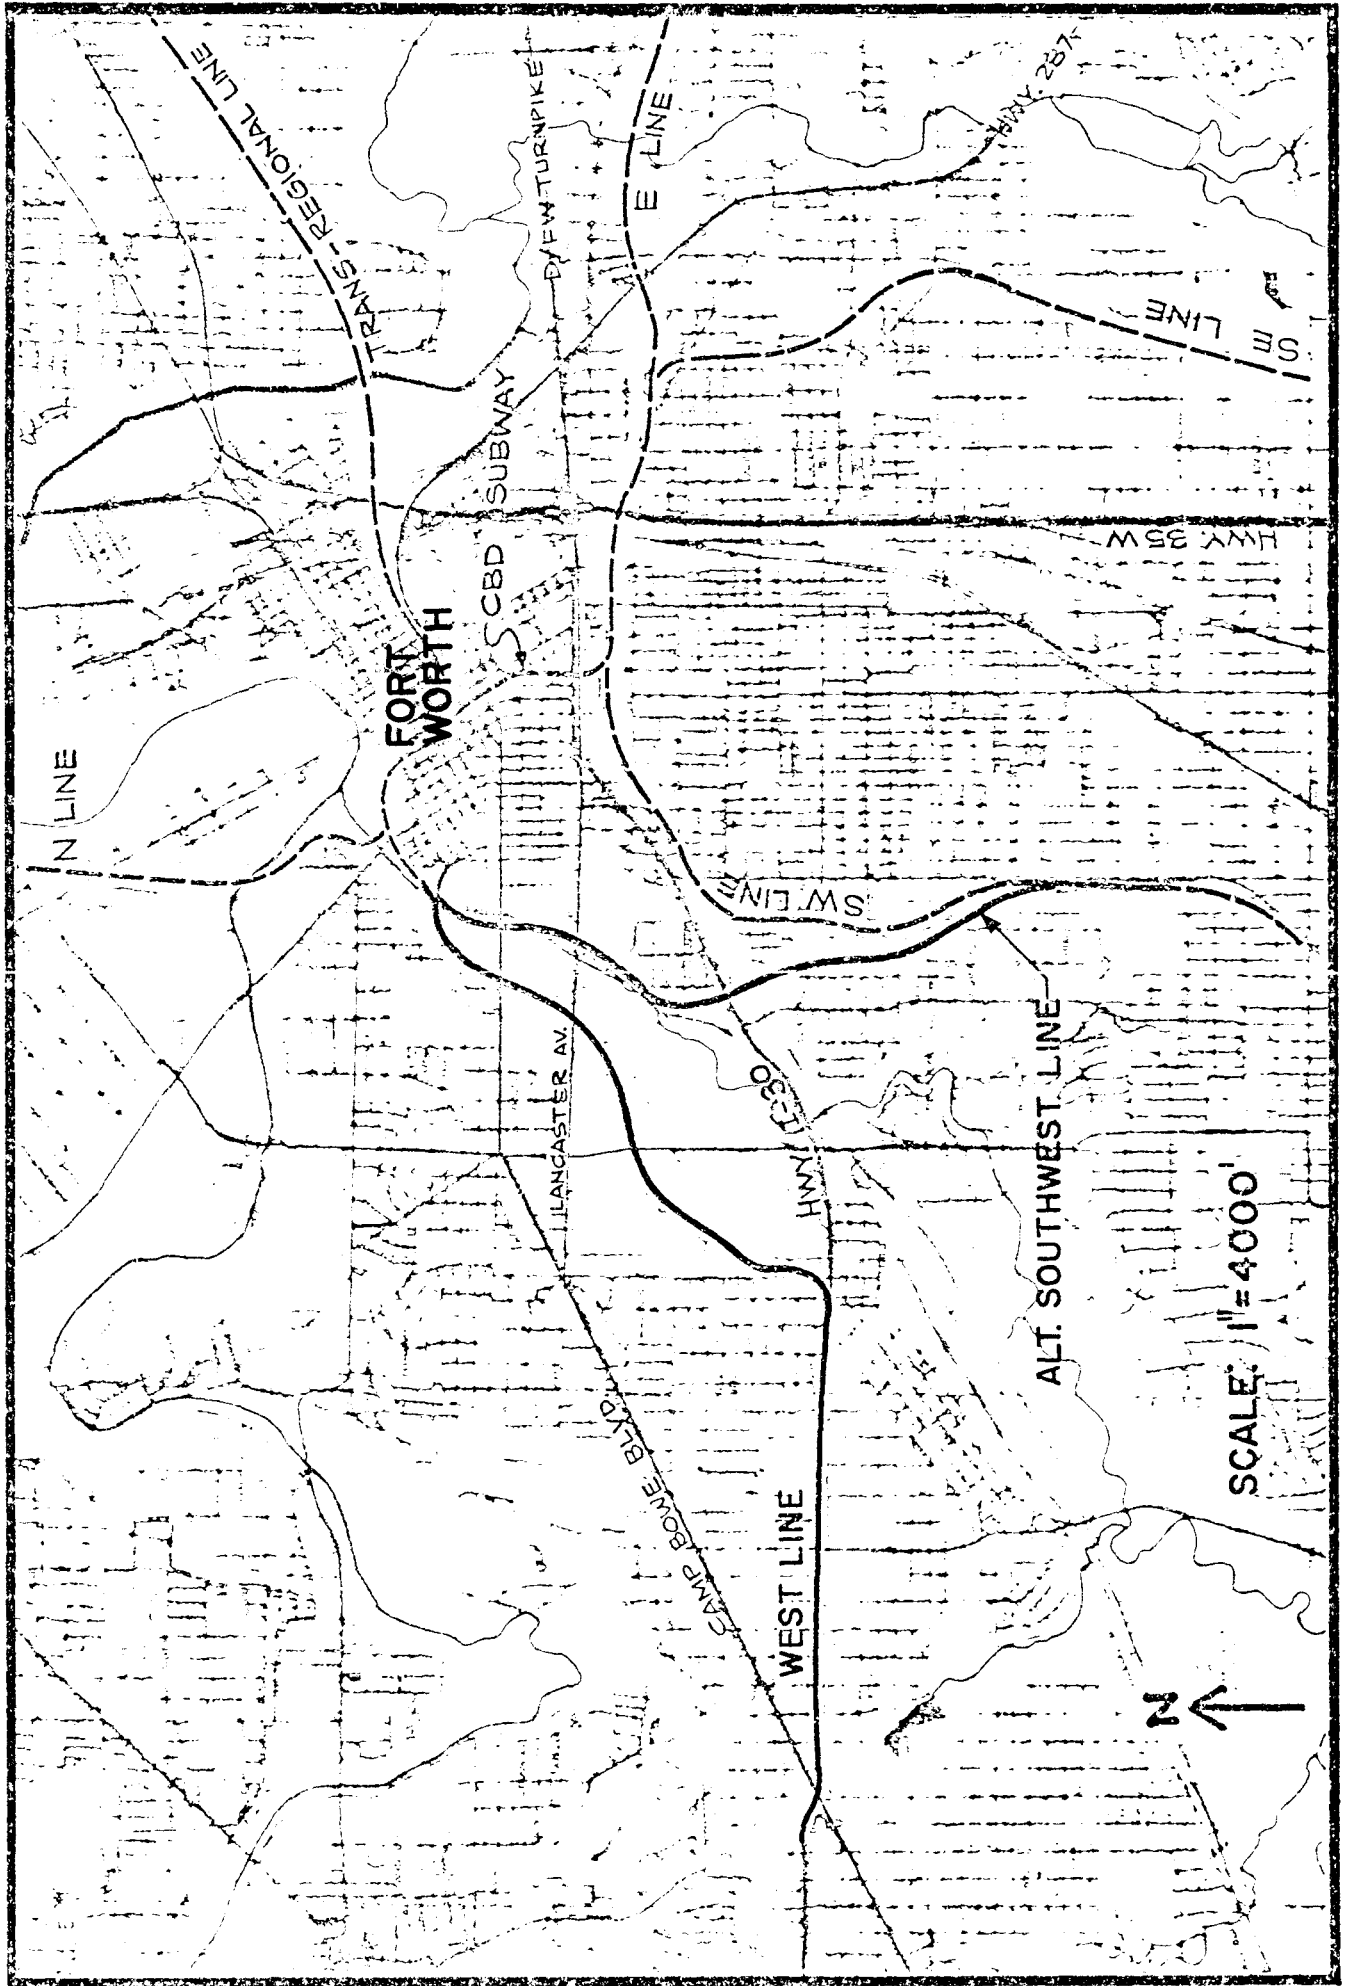 N LINE
TRANS-REGIONAL LINE
FORT
WORTH
CBD SUBWAY
D/FW TURNPIKE
E LINE
HWY. 287
SE LINE
HWY. 35W
SW LINE
LANCASTER AV.
HWY I-30
CAMP BOWE BLVD.
WEST LINE
ALT. SOUTHWEST LINE
SCALE: 1"=4000'
N